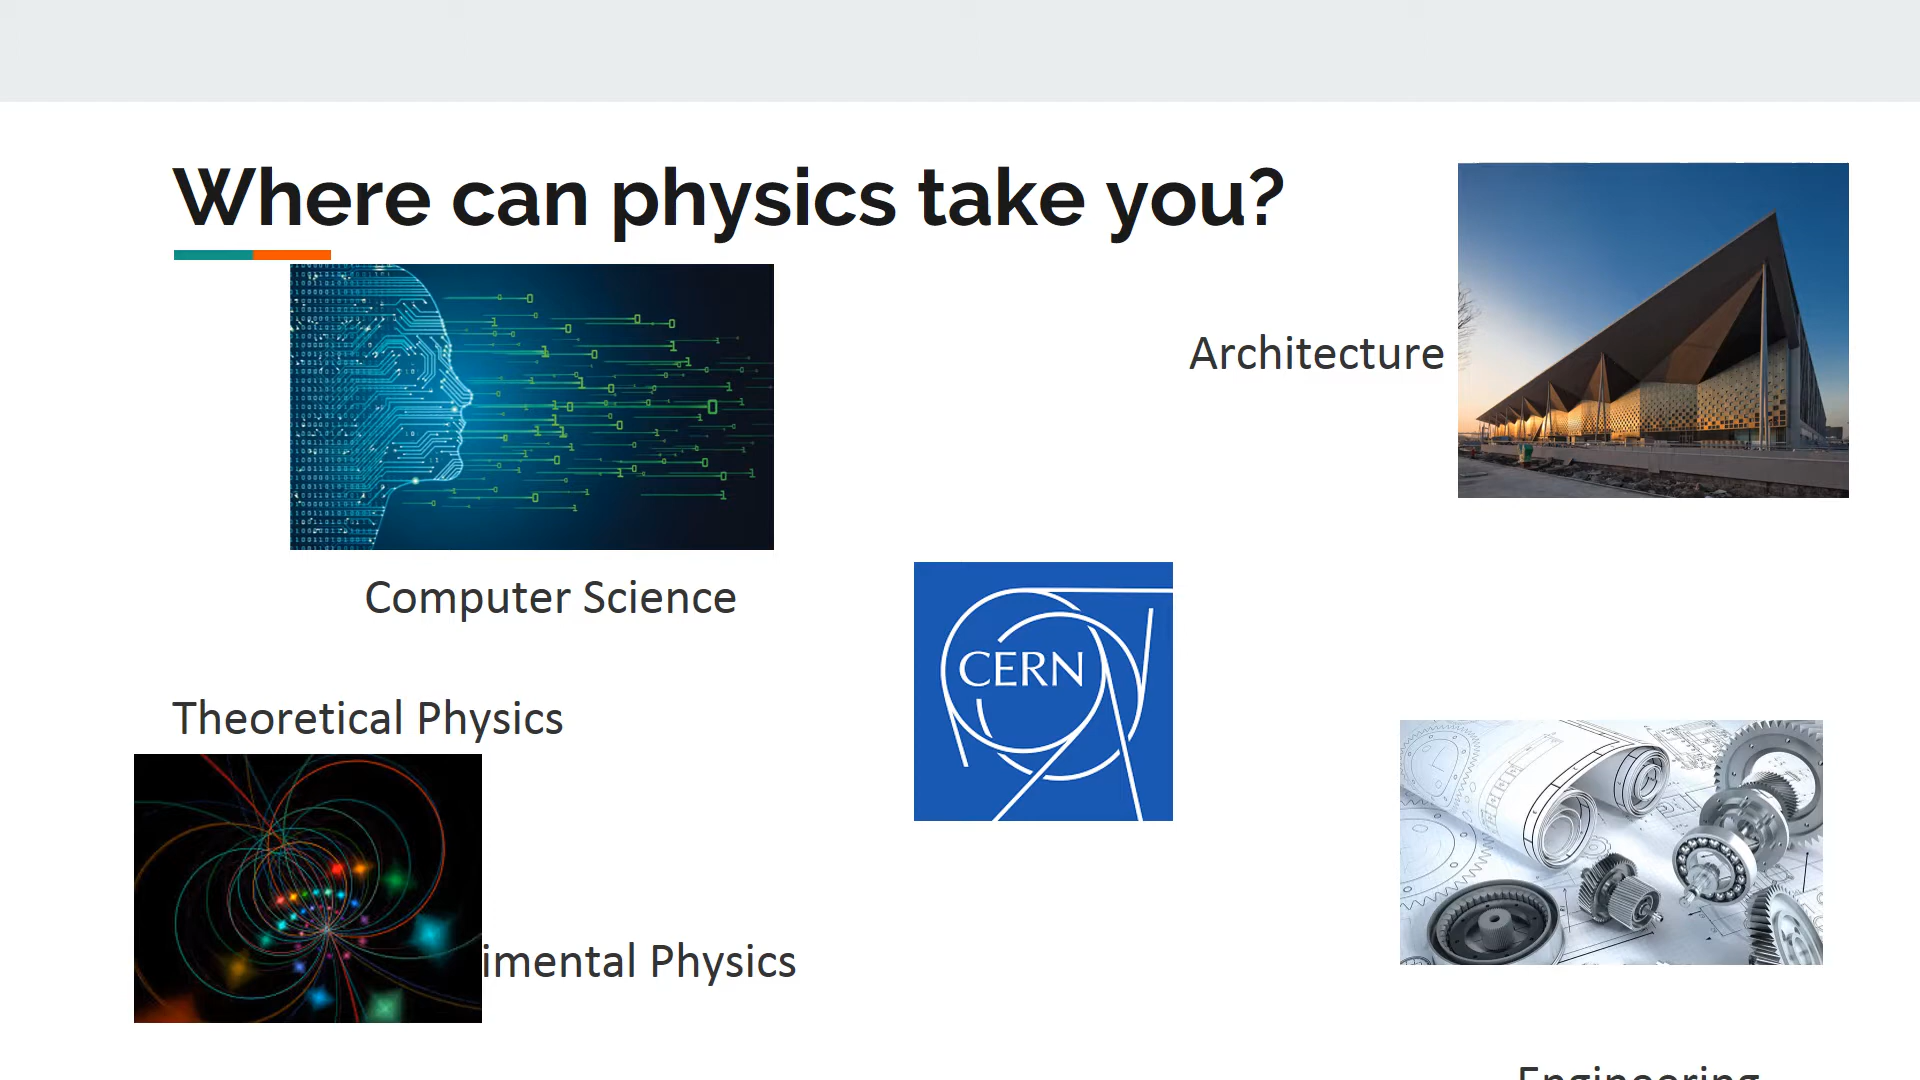 Where can physics take you?
Architecture
Computer Science
CERN
Theoretical Physics
imental Physics
Engineering